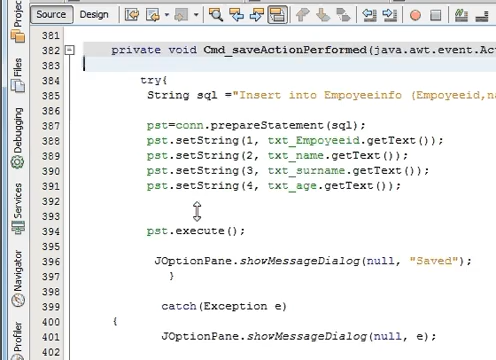 Source Design
Projec
Files
Debugging
Services
Navigator
Profiler
381
382 private void Cmd_saveActionPerformed(java.awt.event.Ac
383
384 try{
385 String sql ="Insert into Empoyeeinfo (Empoyeeid,na
386
387 pst=conn.prepareStatement(sql);
388 pst.setString(1, txt_Empoyeeid.getText());
389 pst.setString(2, txt_name.getText());
390 pst.setString(3, txt_surname.getText());
391 pst.setString(4, txt_age.getText());
392
393
394 pst.execute();
395
396 JOptionPane.showMessageDialog(null, "Saved");
397 }
398
399 catch(Exception e)
400 {
401 JOptionPane.showMessageDialog(null, e);
402